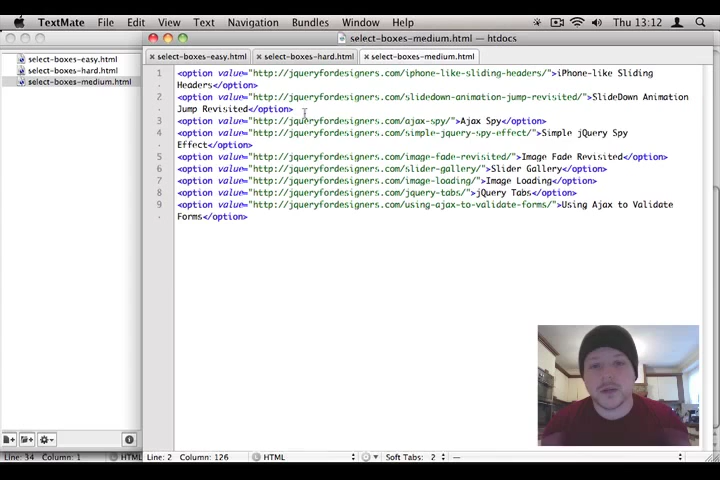 TextMate File Edit View Text Navigation Bundles Window Help Thu 13:12
select-boxes-medium.html — htdocs
select-boxes-easy.html
select-boxes-hard.html
select-boxes-medium.html
select-boxes-easy.html select-boxes-hard.html select-boxes-medium.html
1 <option value="http://jqueryfordesigners.com/iphone-like-sliding-headers/">iPhone-like Sliding
Headers</option>
2 <option value="http://jqueryfordesigners.com/slidedown-animation-jump-revisited/">SlideDown Animation
Jump Revisited</option>
3 <option value="http://jqueryfordesigners.com/ajax-spy/">Ajax Spy</option>
4 <option value="http://jqueryfordesigners.com/simple-jquery-spy-effect/">Simple jQuery Spy
Effect</option>
5 <option value="http://jqueryfordesigners.com/image-fade-revisited/">Image Fade Revisited</option>
6 <option value="http://jqueryfordesigners.com/slider-gallery/">Slider Gallery</option>
7 <option value="http://jqueryfordesigners.com/image-loading/">Image Loading</option>
8 <option value="http://jqueryfordesigners.com/jquery-tabs/">jQuery Tabs</option>
9 <option value="http://jqueryfordesigners.com/using-ajax-to-validate-forms/">Using Ajax to Validate
Forms</option>
Line: 34 Column: 1 HTML
Line: 2 Column: 126 HTML Soft Tabs: 2 —